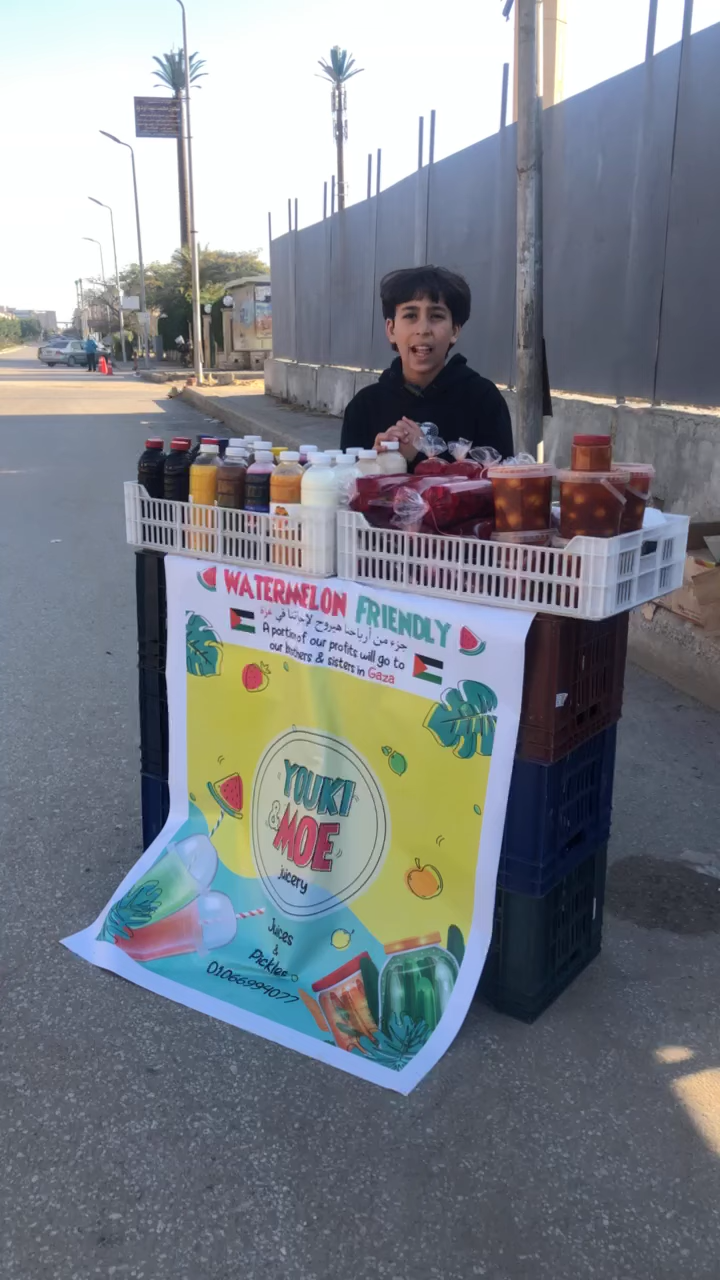 WATERMELON FRIENDLY
جزء من أرباحنا هيروح لإخواتنا في غزة
A portion of our profits will go to
our brothers & sisters in Gaza
YOUKI
& MOE
juicery
Juices
&
Pickles
01066994077